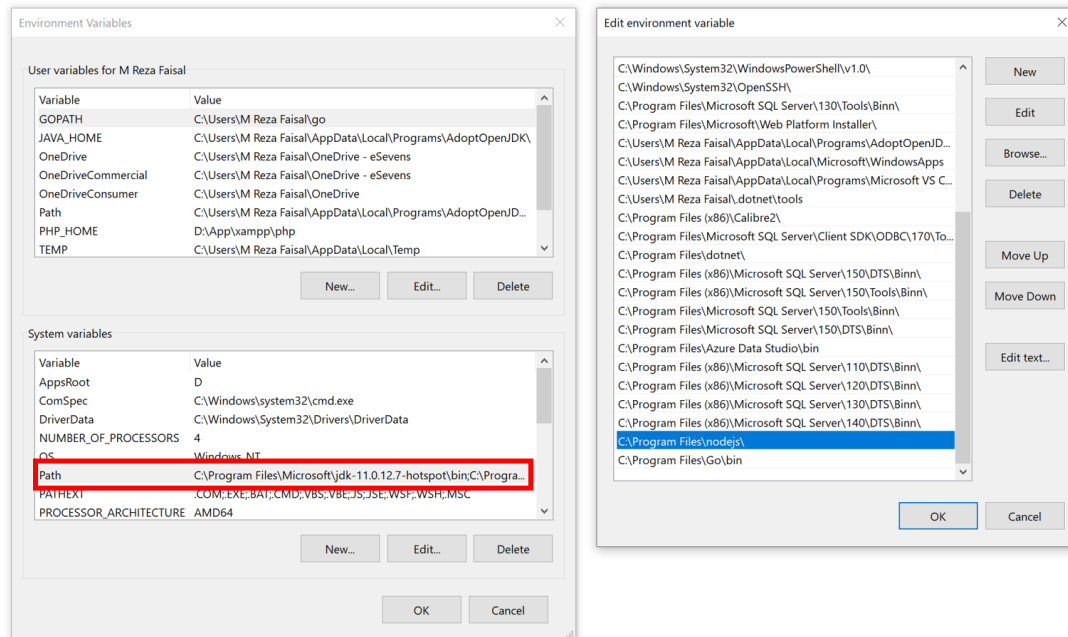 Environment Variables
User variables for M Reza Faisal
Variable Value
GOPATH C:\Users\M Reza Faisal\go
JAVA_HOME C:\Users\M Reza Faisal\AppData\Local\Programs\AdoptOpenJDK\
OneDrive C:\Users\M Reza Faisal\OneDrive - eSevens
OneDriveCommercial C:\Users\M Reza Faisal\OneDrive - eSevens
OneDriveConsumer C:\Users\M Reza Faisal\OneDrive
Path C:\Users\M Reza Faisal\AppData\Local\Programs\AdoptOpenJD...
PHP_HOME D:\App\xampp\php
TEMP C:\Users\M Reza Faisal\AppData\Local\Temp
New... Edit... Delete
System variables
Variable Value
AppsRoot D
ComSpec C:\Windows\system32\cmd.exe
DriverData C:\Windows\System32\Drivers\DriverData
NUMBER_OF_PROCESSORS 4
OS Windows_NT
Path C:\Program Files\Microsoft\jdk-11.0.12.7-hotspot\bin;C:\Progra...
PATHEXT .COM;.EXE;.BAT;.CMD;.VBS;.VBE;.JS;.JSE;.WSF;.WSH;.MSC
PROCESSOR_ARCHITECTURE AMD64
New... Edit... Delete
OK Cancel
Edit environment variable
C:\Windows\System32\WindowsPowerShell\v1.0\
C:\Windows\System32\OpenSSH\
C:\Program Files\Microsoft SQL Server\130\Tools\Binn\
C:\Program Files\Microsoft\Web Platform Installer\
C:\Users\M Reza Faisal\AppData\Local\Programs\AdoptOpenJD...
C:\Users\M Reza Faisal\AppData\Local\Microsoft\WindowsApps
C:\Users\M Reza Faisal\AppData\Local\Programs\Microsoft VS C...
C:\Users\M Reza Faisal\.dotnet\tools
C:\Program Files (x86)\Calibre2\
C:\Program Files\Microsoft SQL Server\Client SDK\ODBC\170\To...
C:\Program Files\dotnet\
C:\Program Files (x86)\Microsoft SQL Server\150\DTS\Binn\
C:\Program Files (x86)\Microsoft SQL Server\150\Tools\Binn\
C:\Program Files\Microsoft SQL Server\150\Tools\Binn\
C:\Program Files\Microsoft SQL Server\150\DTS\Binn\
C:\Program Files\Azure Data Studio\bin
C:\Program Files (x86)\Microsoft SQL Server\110\DTS\Binn\
C:\Program Files (x86)\Microsoft SQL Server\120\DTS\Binn\
C:\Program Files (x86)\Microsoft SQL Server\130\DTS\Binn\
C:\Program Files (x86)\Microsoft SQL Server\140\DTS\Binn\
C:\Program Files\nodejs\
C:\Program Files\Go\bin
New
Edit
Browse...
Delete
Move Up
Move Down
Edit text...
OK Cancel